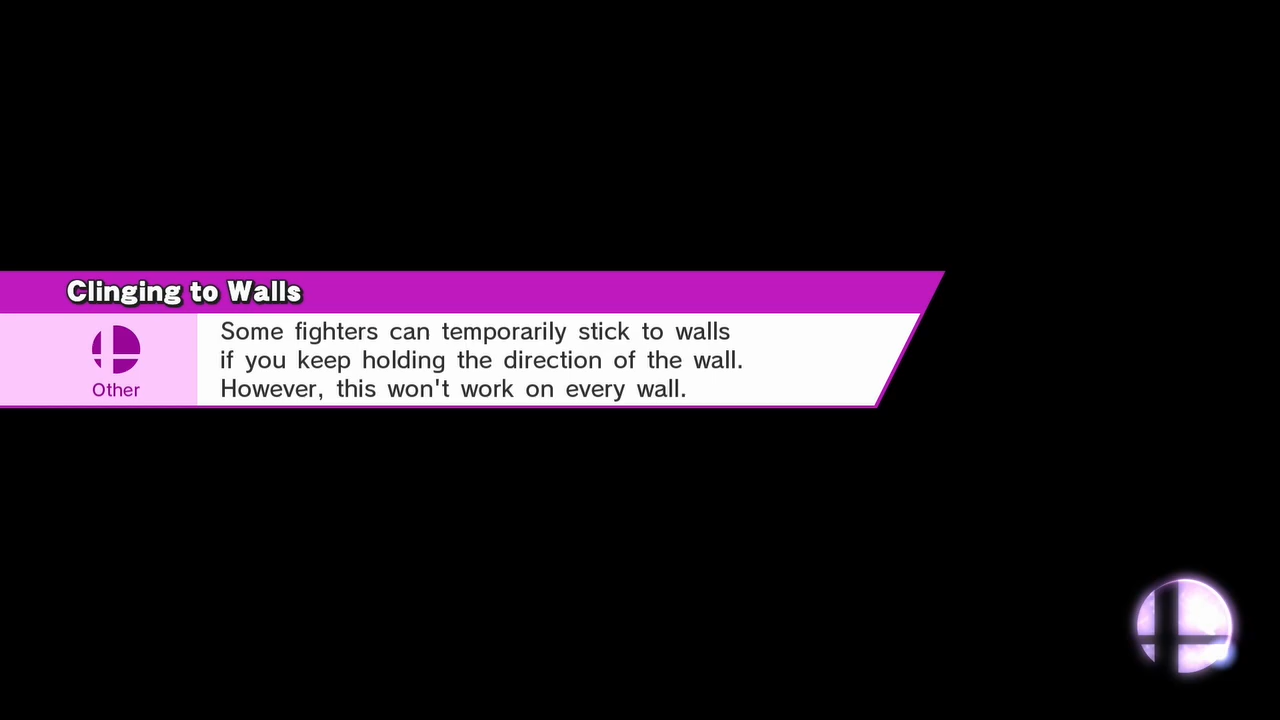 Clinging to Walls
Other
Some fighters can temporarily stick to walls
if you keep holding the direction of the wall.
However, this won't work on every wall.